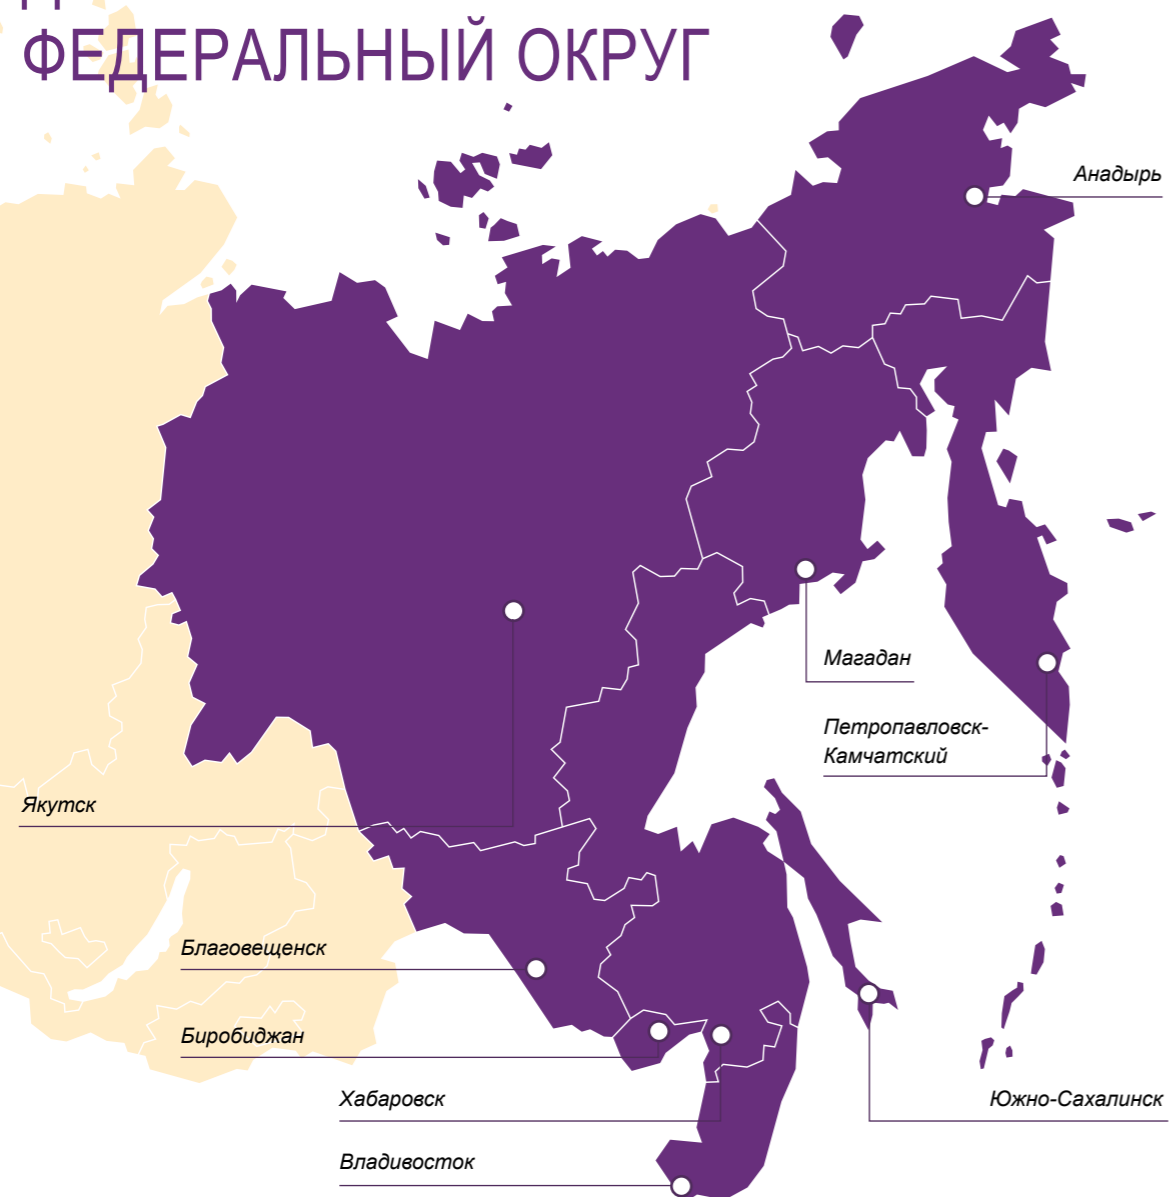 ФЕДЕРАЛЬНЫЙ ОКРУГ
Анадырь
Магадан
Петропавловск-
Камчатский
Якутск
Благовещенск
Биробиджан
Хабаровск
Южно-Сахалинск
Владивосток